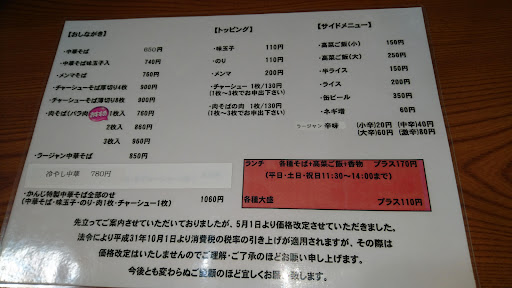 【おしながき】
・中華そば 650円
・中華そば味玉子入 740円
・メンマそば 760円
・チャーシューそば厚切り4枚 900円
・チャーシューそば薄切り8枚 900円
・肉そば(バラ肉)1枚入 760円
2枚入 850円
3枚入 960円
・ラージャン中華そば 850円
冷やし中華 780円
・かんじ特製中華そば全部のせ 1060円
(中華そば・味玉子・のり・肉1枚・チャーシュー1枚)
【トッピング】
・味玉子 110円
・のり 110円
・メンマ 200円
・チャーシュー 1枚/130円
(1枚〜3枚でお申出下さい)
・肉そばの肉 1枚/130円
(1枚〜3枚でお申出下さい)
【サイドメニュー】
・高菜ご飯(小) 150円
・高菜ご飯(大) 250円
・半ライス 150円
・ライス 200円
・缶ビール 350円
・ネギ増 60円
ラージャン 辛味 (小辛)20円 (中辛)40円
(大辛)60円 (激辛)80円
ランチ 各種そば+高菜ご飯+香物 プラス170円
(平日・土日・祝日11:30〜14:00まで)
各種大盛 プラス110円
先立ってご案内させていただいておりましたが、5月1日より価格改定させていただきました。
法令により平成31年10月1日より消費税の税率の引き上げが適用されますが、その際は
価格改定はいたしませんのでご理解・ご了承のほどお願い申し上げます。
今後とも変わらぬご愛顧のほど宜しくお願い致します。